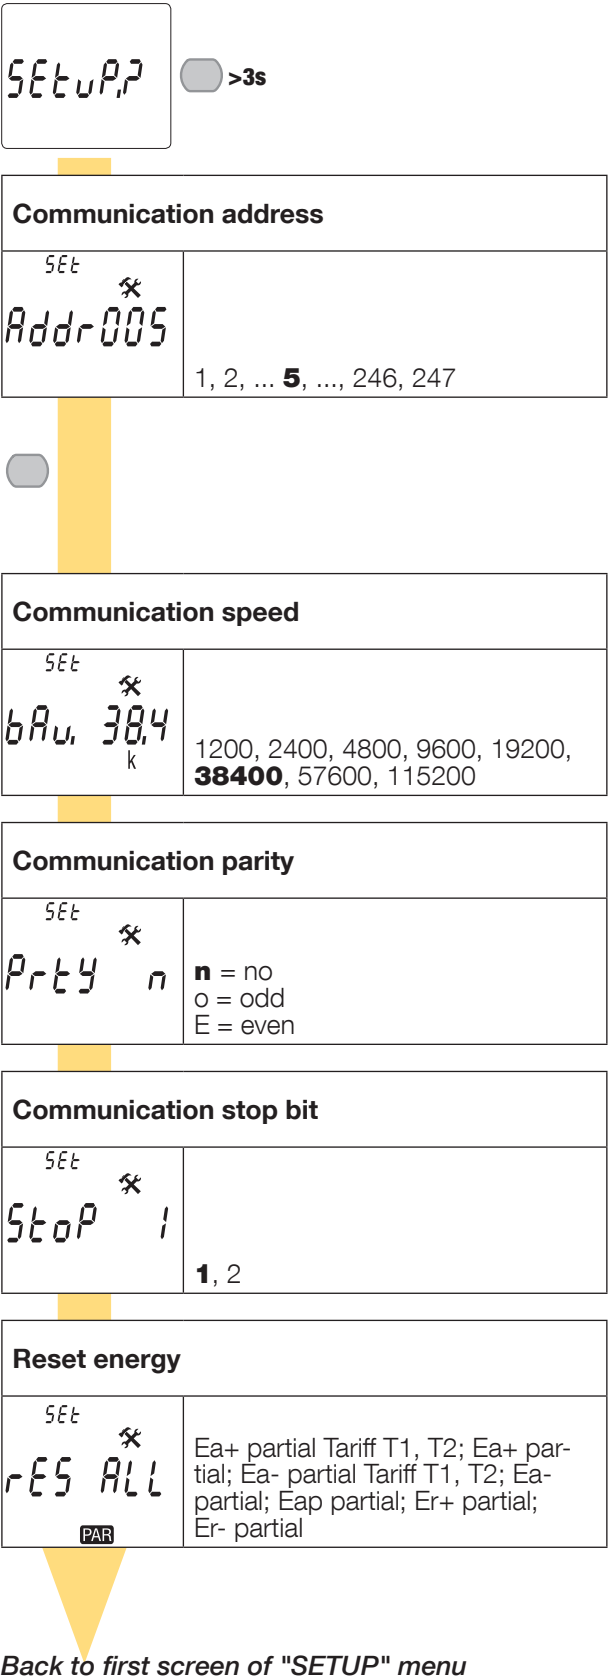 SEtuP,?
>3s
Communication address
SEt
Addr005
1, 2, ... 5, ..., 246, 247
Communication speed
SEt
bAu, 38,4
k
1200, 2400, 4800, 9600, 19200,
38400, 57600, 115200
Communication parity
SEt
PrtY n
n = no
o = odd
E = even
Communication stop bit
SEt
StoP 1
1, 2
Reset energy
SEt
rES ALL
PAR
Ea+ partial Tariff T1, T2; Ea+ par-
tial; Ea- partial Tariff T1, T2; Ea-
partial; Eap partial; Er+ partial;
Er- partial
Back to first screen of "SETUP" menu